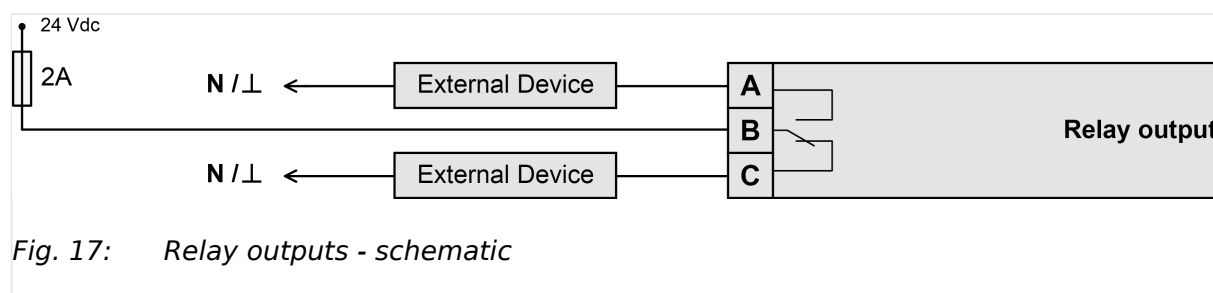 24 Vdc
2A
N /⊥ External Device A
B Relay output
N /⊥ External Device C
Fig. 17: Relay outputs - schematic